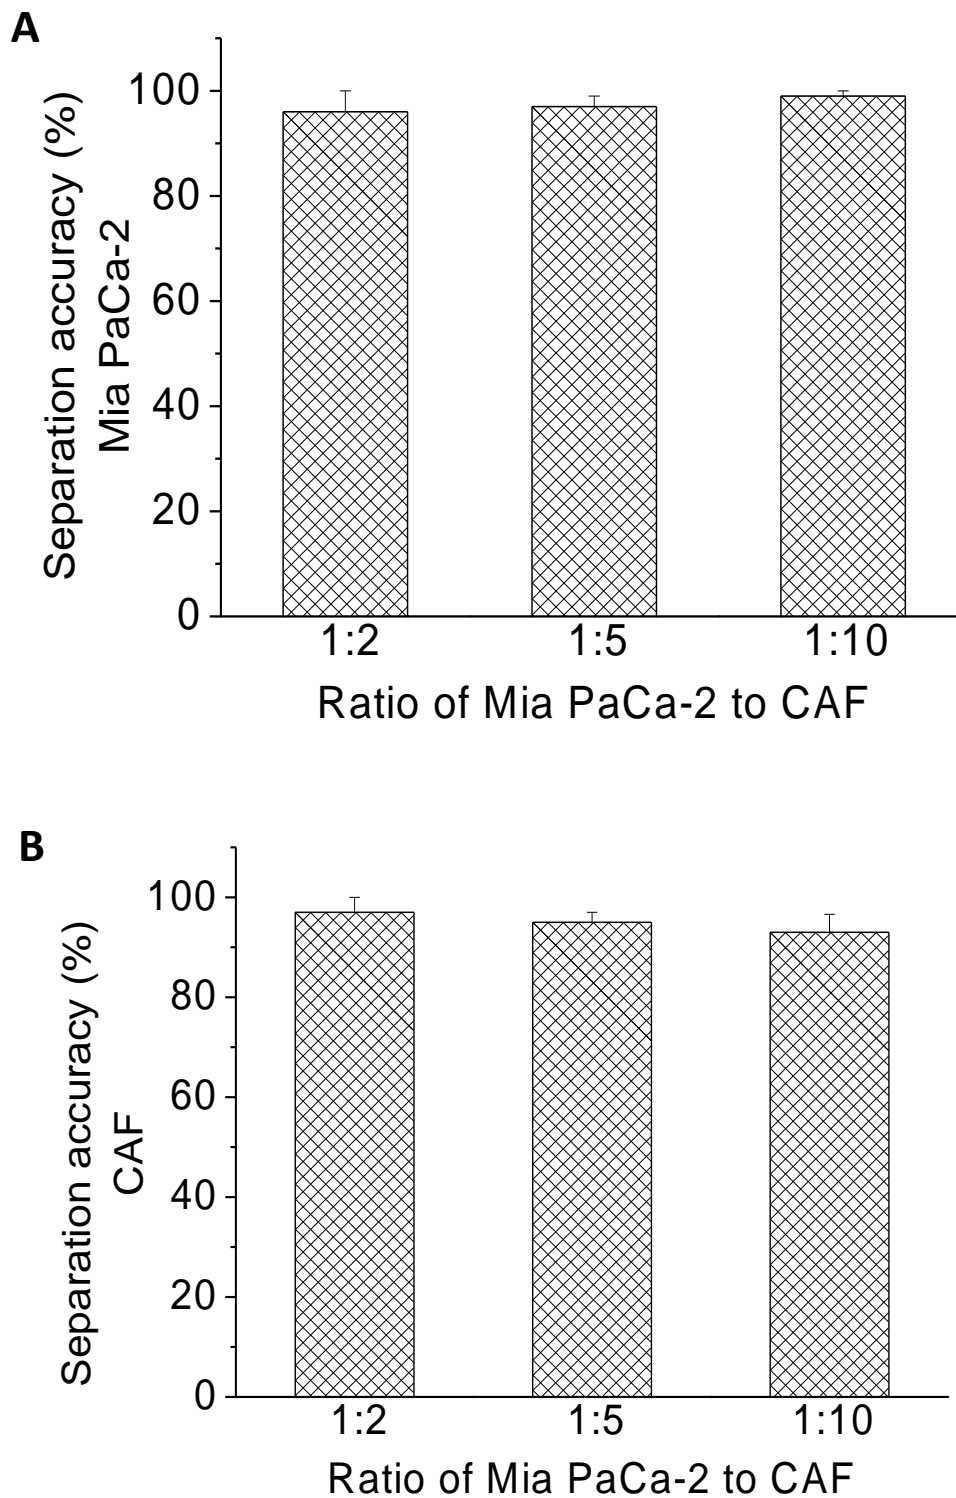 A
Separation accuracy (%)
Mia PaCa-2
100
80
60
40
20
0
1:2 1:5 1:10
Ratio of Mia PaCa-2 to CAF
B
Separation accuracy (%)
CAF
100
80
60
40
20
0
1:2 1:5 1:10
Ratio of Mia PaCa-2 to CAF